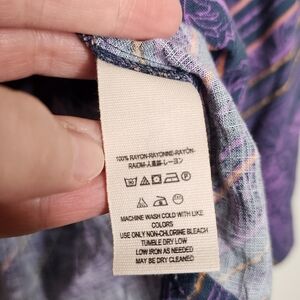 100% RAYON-RAYONNE-RAYÓN-
RAION-人造絲-レーヨン
MACHINE WASH COLD WITH LIKE
COLORS
USE ONLY NON-CHLORINE BLEACH
TUMBLE DRY LOW
LOW IRON AS NEEDED
MAY BE DRY CLEANED